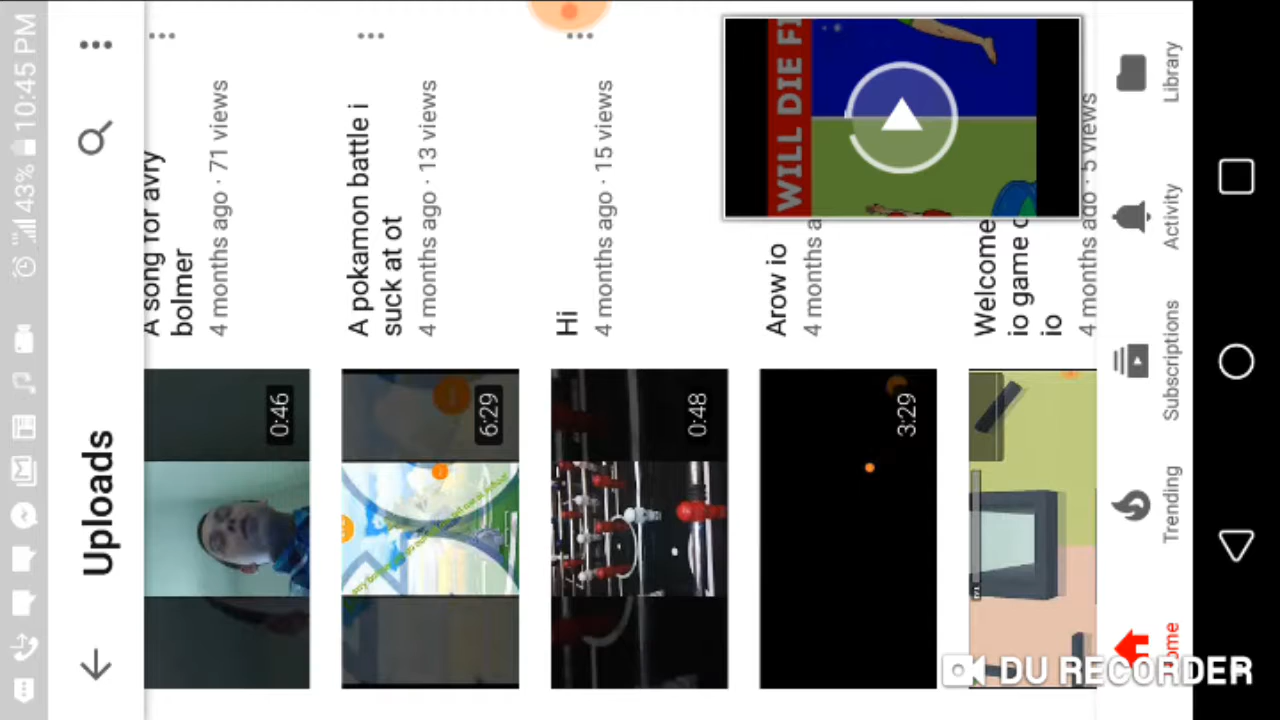 43% 10:45 PM
Uploads
0:46
A song for avry
bolmer
4 months ago · 71 views
6:29
A pokamon battle i
suck at ot
4 months ago · 13 views
0:48
Hi
4 months ago · 15 views
3:29
Arow io
4 months a
Welcome
io game
io
4 months ago · 5 views
WILL DIE FI
Home
Trending
Subscriptions
Activity
Library
DU RECORDER